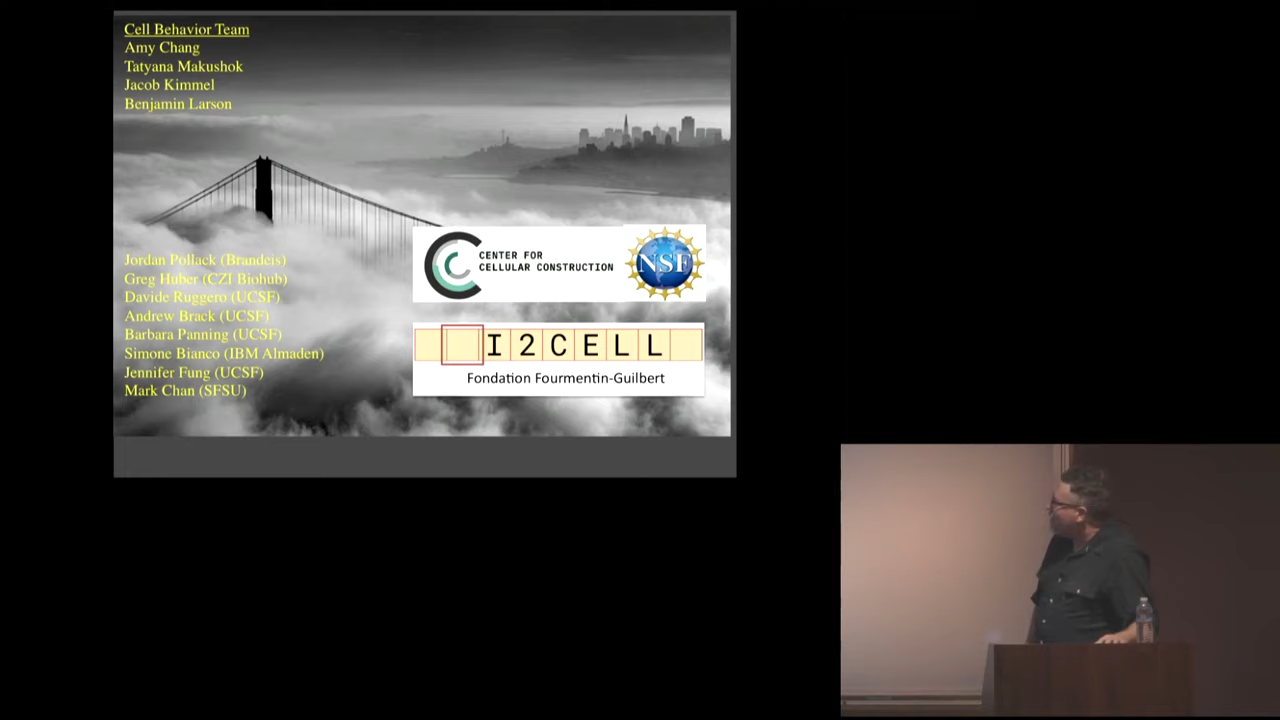 Cell Behavior Team
Amy Chang
Tatyana Makushok
Jacob Kimmel
Benjamin Larson
Jordan Pollack (Brandeis)
Greg Huber (CZI Biohub)
Davide Ruggero (UCSF)
Andrew Brack (UCSF)
Barbara Panning (UCSF)
Simone Bianco (IBM Almaden)
Jennifer Fung (UCSF)
Mark Chan (SFSU)
CENTER FOR
CELLULAR CONSTRUCTION
NSF
I2CELL
Fondation Fourmentin-Guilbert